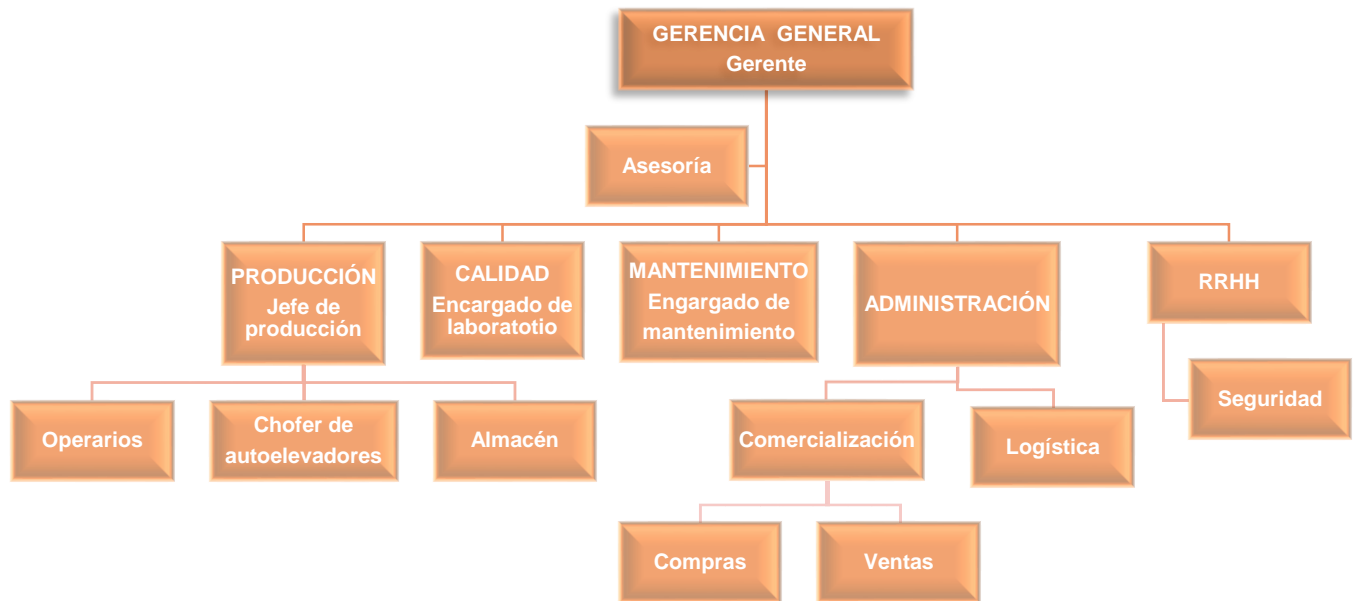 GERENCIA GENERAL
Gerente
Asesoría
PRODUCCIÓN
Jefe de
producción
CALIDAD
Encargado de
laboratotio
MANTENIMIENTO
Engargado de
mantenimiento
ADMINISTRACIÓN
RRHH
Operarios
Chofer de
autoelevadores
Almacén
Comercialización
Logística
Seguridad
Compras
Ventas